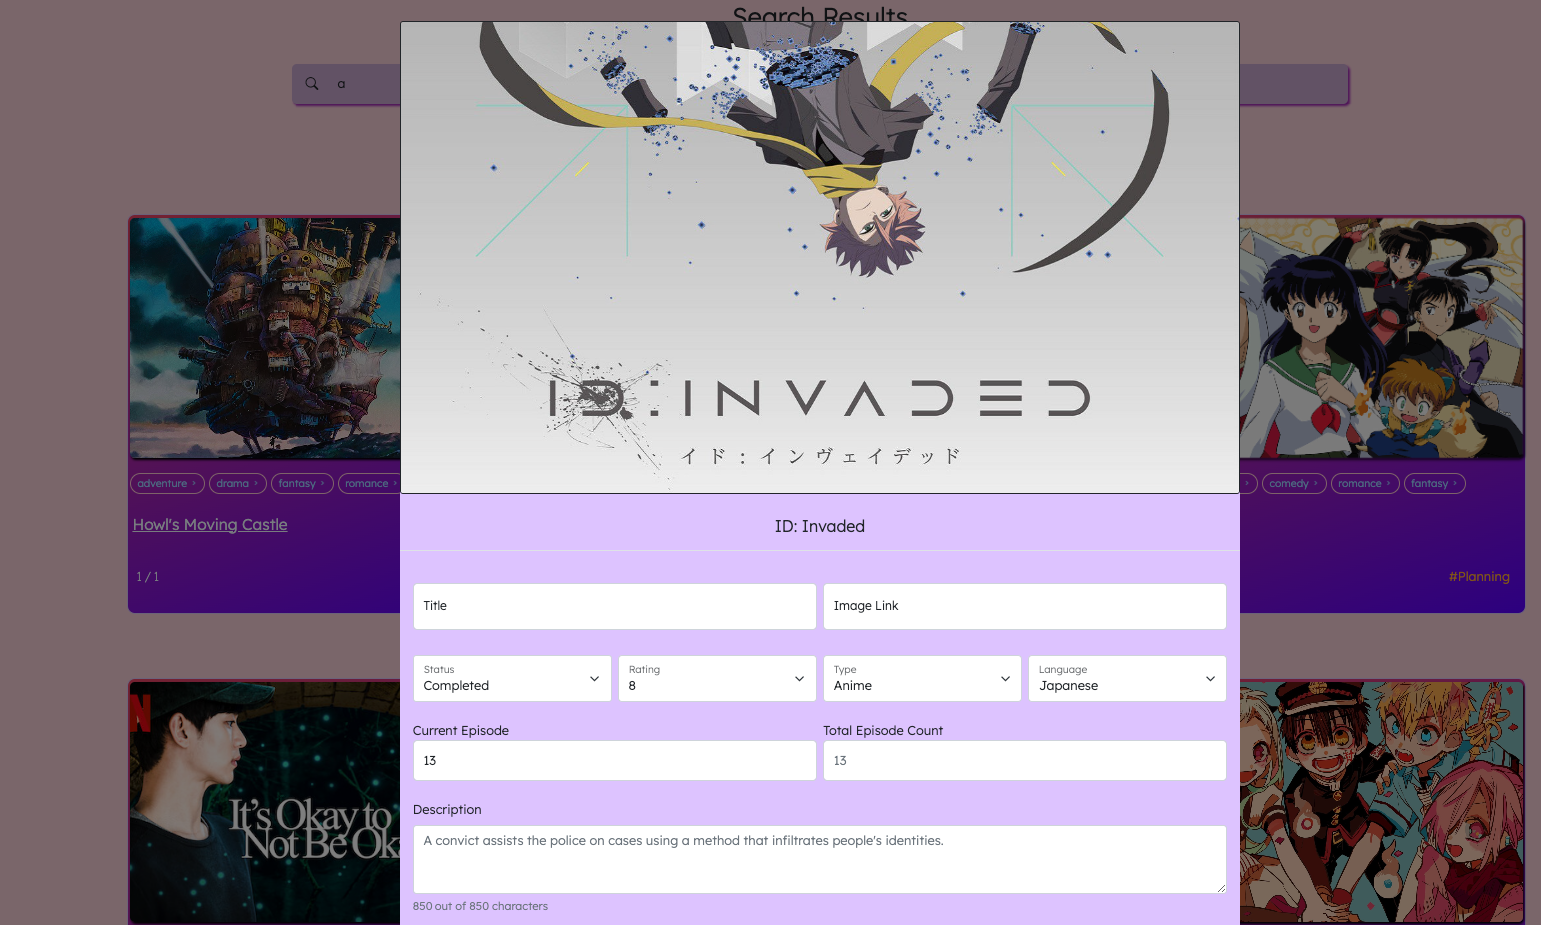 Search Results
a
ID:INVADED
イド:インヴェイデッド
adventure
drama
fantasy
romance
comedy
romance
fantasy
Howl's Moving Castle
ID: Invaded
1 / 1
#Planning
Title
Image Link
Status
Completed
Rating
8
Type
Anime
Language
Japanese
N
Current Episode
Total Episode Count
13
13
It's Okay to
Not Be Ok
Description
A convict assists the police on cases using a method that infiltrates people's identities.
850 out of 850 characters